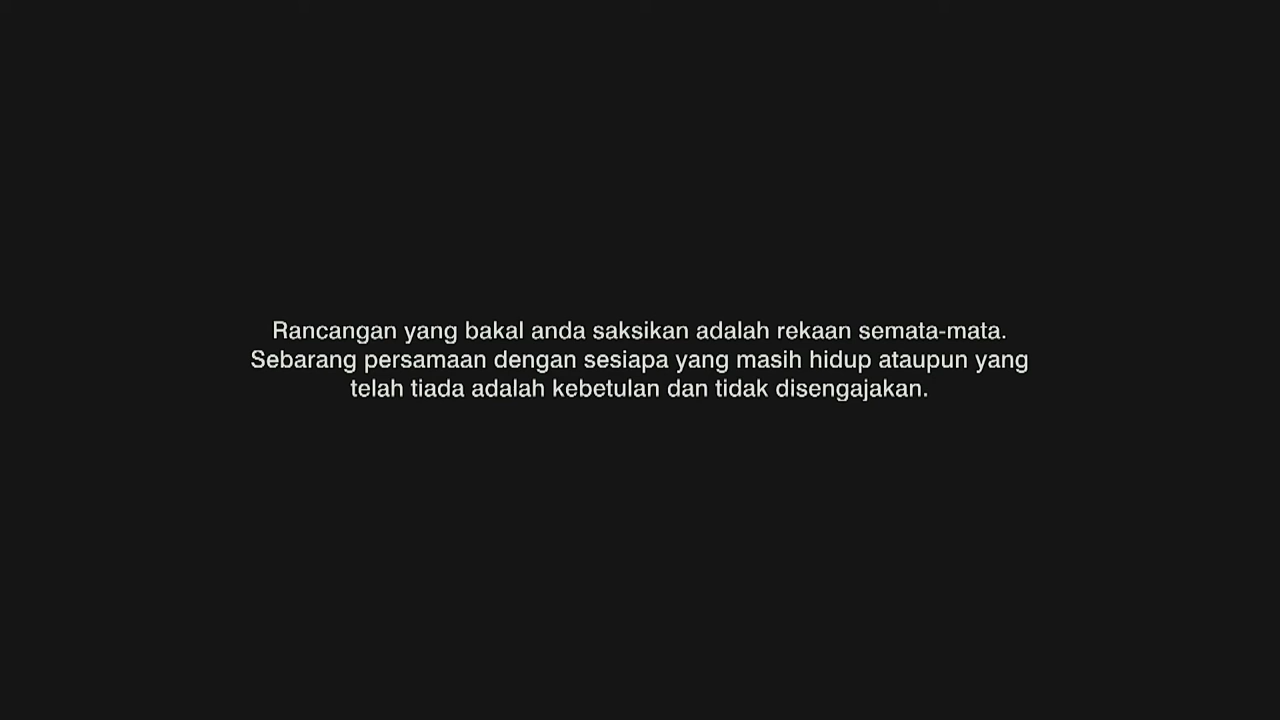 Rancangan yang bakal anda saksikan adalah rekaan semata-mata.
Sebarang persamaan dengan sesiapa yang masih hidup ataupun yang
telah tiada adalah kebetulan dan tidak disengajakan.